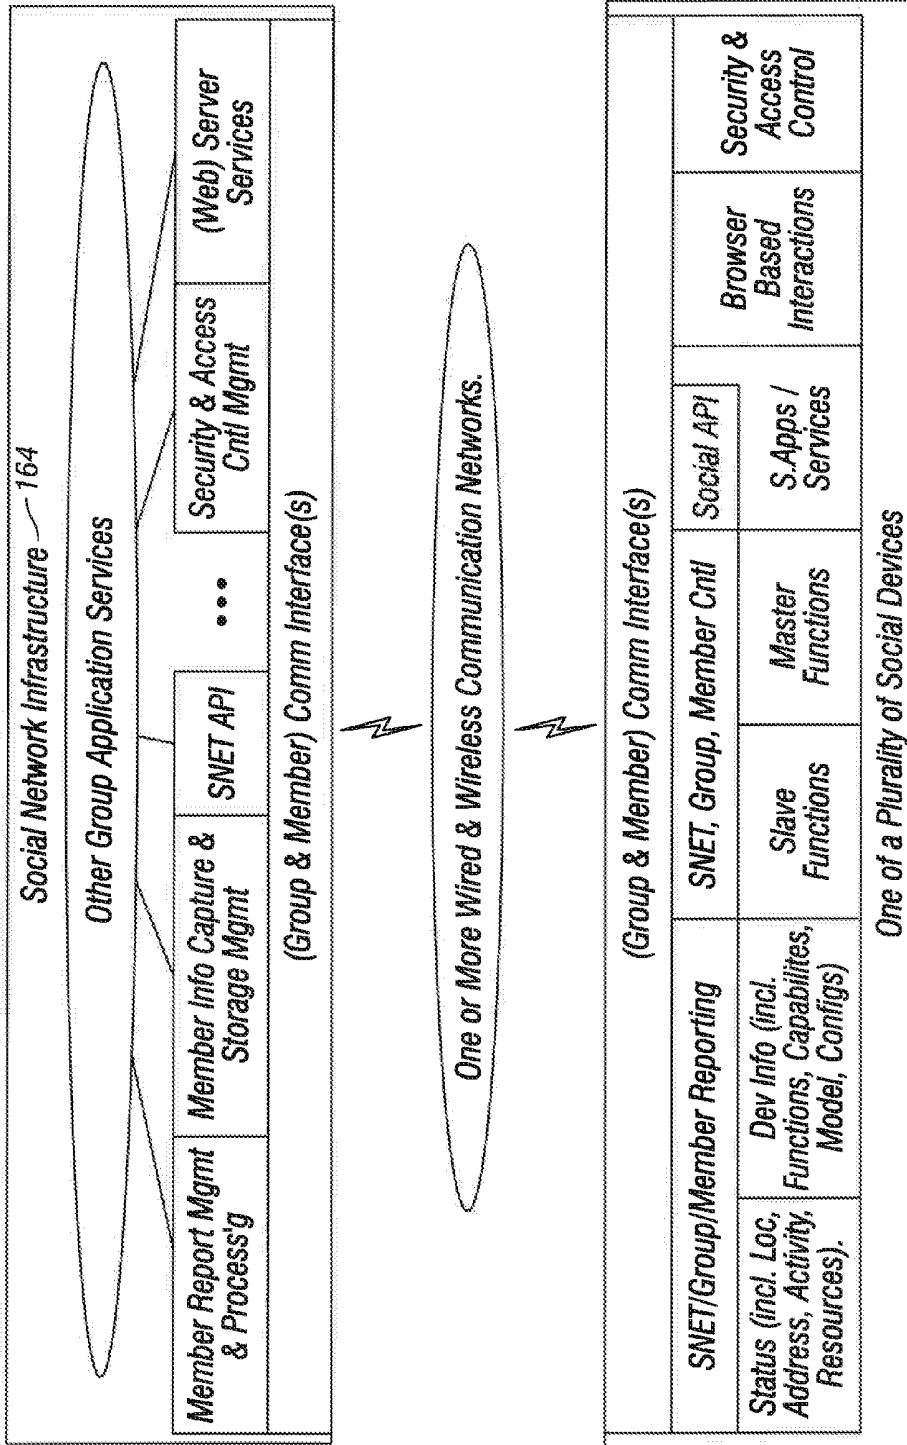 Social Network Infrastructure 164
Other Group Application Services
Member Report Mgmt
& Process'g
Member Info Capture &
Storage Mgmt
SNET API
•••
Security & Access
Cntl Mgmt
(Web) Server
Services
(Group & Member) Comm Interface(s)
One or More Wired & Wireless Communication Networks.
(Group & Member) Comm Interface(s)
SNET/Group/Member Reporting
Status (incl. Loc,
Address, Activity,
Resources).
Dev Info (incl.
Functions, Capabilites,
Model, Configs)
SNET, Group, Member Cntl
Slave
Functions
Master
Functions
Social API
S.Apps /
Services
Browser
Based
Interactions
Security &
Access
Control
One of a Plurality of Social Devices